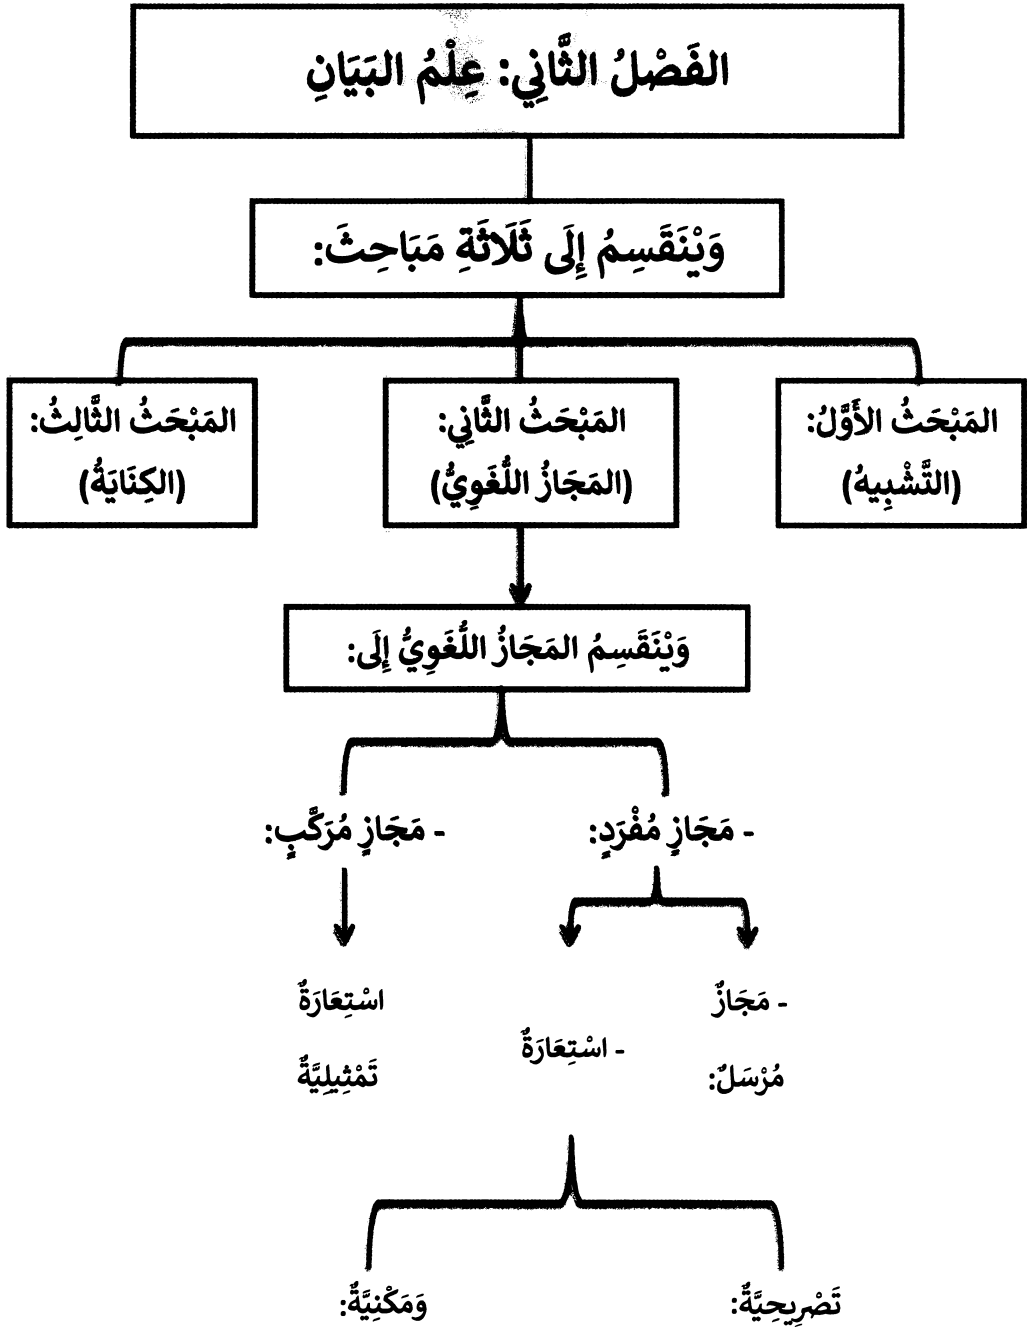 الفَصْلُ الثَّانِي: عِلْمُ البَيَانِ
وَيْنَقَسِمُ إِلَى ثَلَاثَةِ مَبَاحِثَ:
المَبْحَثُ الأَوَّلُ:
(التَّشْبِيهُ)
المَبْحَثُ الثَّانِي:
(المَجَازُ اللُّغَوِيُّ)
المَبْحَثُ الثَّالِثُ:
(الكِنَايَةُ)
وَيْنَقَسِمُ المَجَازُ اللُّغَوِيُّ إِلَى:
- مَجَازٍ مُفْرَدٍ:
- مَجَازٍ مُرَكَّبٍ:
- مَجَازٌ
مُرْسَلٌ:
- اسْتِعَارَةٌ
اسْتِعَارَةٌ
تَمْثِيلِيَّةٌ
تَصْرِيحِيَّةٌ:
وَمَكْنِيَّةٌ: